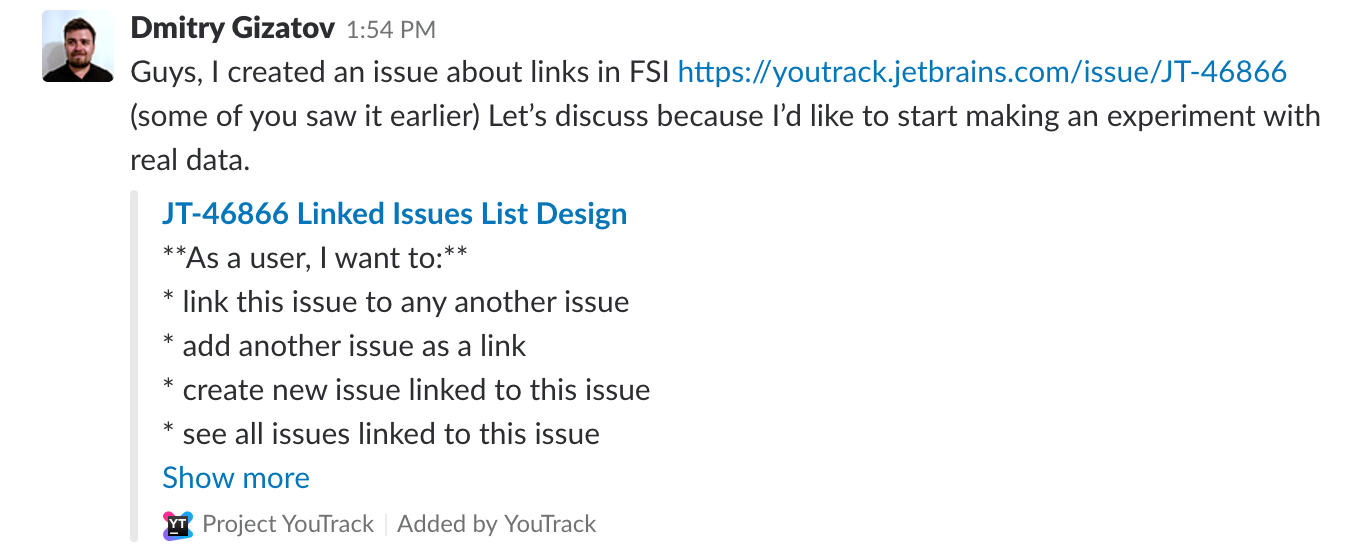 Dmitry Gizatov 1:54 PM
Guys, I created an issue about links in FSI https://youtrack.jetbrains.com/issue/JT-46866
(some of you saw it earlier) Let’s discuss because I’d like to start making an experiment with
real data.
JT-46866 Linked Issues List Design
**As a user, I want to:**
* link this issue to any another issue
* add another issue as a link
* create new issue linked to this issue
* see all issues linked to this issue
Show more
YT Project YouTrack | Added by YouTrack